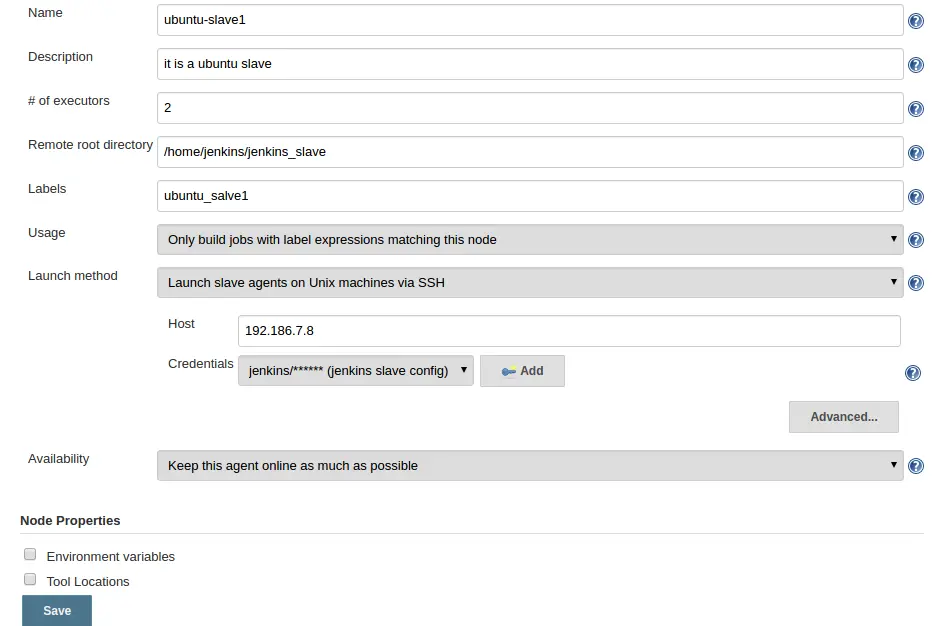 Name
ubuntu-slave1
Description
it is a ubuntu slave
# of executors
2
Remote root directory
/home/jenkins/jenkins_slave
Labels
ubuntu_salve1
Usage
Only build jobs with label expressions matching this node
Launch method
Launch slave agents on Unix machines via SSH
Host
192.186.7.8
Credentials
jenkins/****** (jenkins slave config)
Add
Advanced...
Availability
Keep this agent online as much as possible
Node Properties
Environment variables
Tool Locations
Save